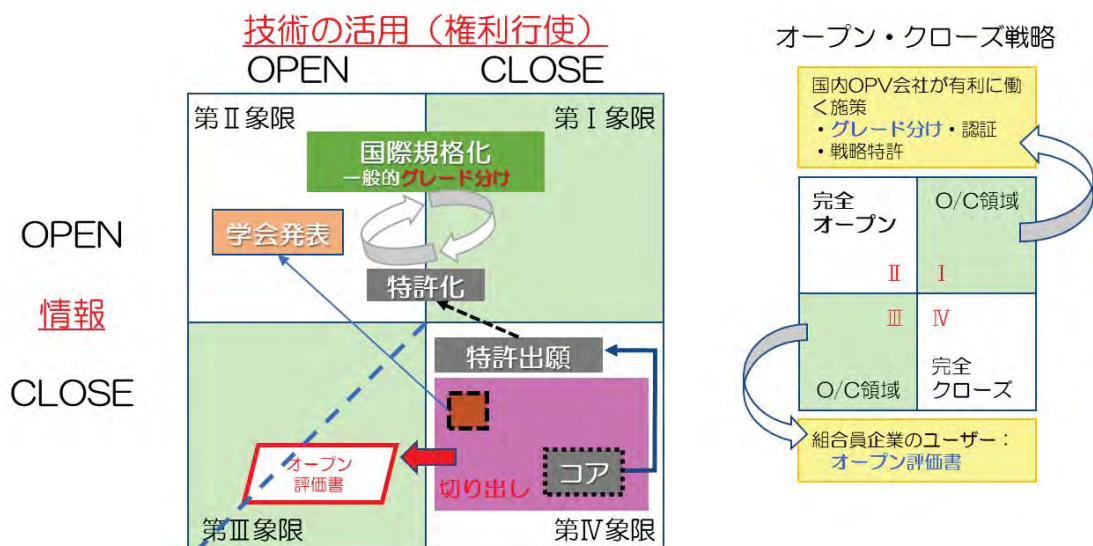 技術の活用（権利行使）
OPEN
CLOSE
第Ⅱ象限
第Ⅰ象限
国際規格化
一般的グレード分け
学会発表
特許化
OPEN
情報
CLOSE
特許出願
コア
切り出し
オープン
評価書
第Ⅲ象限
第Ⅳ象限
オープン・クローズ戦略
国内OPV会社が有利に働
く施策
・グレード分け・認証
・戦略特許
完全
オープン
O/C領域
Ⅱ
Ⅰ
Ⅲ
Ⅳ
O/C領域
完全
クローズ
組合員企業のユーザー：
オープン評価書